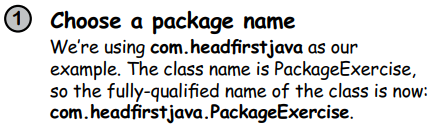 1 Choose a package name
We're using com.headfirstjava as our
example. The class name is PackageExercise,
so the fully-qualified name of the class is now:
com.headfirstjava.PackageExercise.